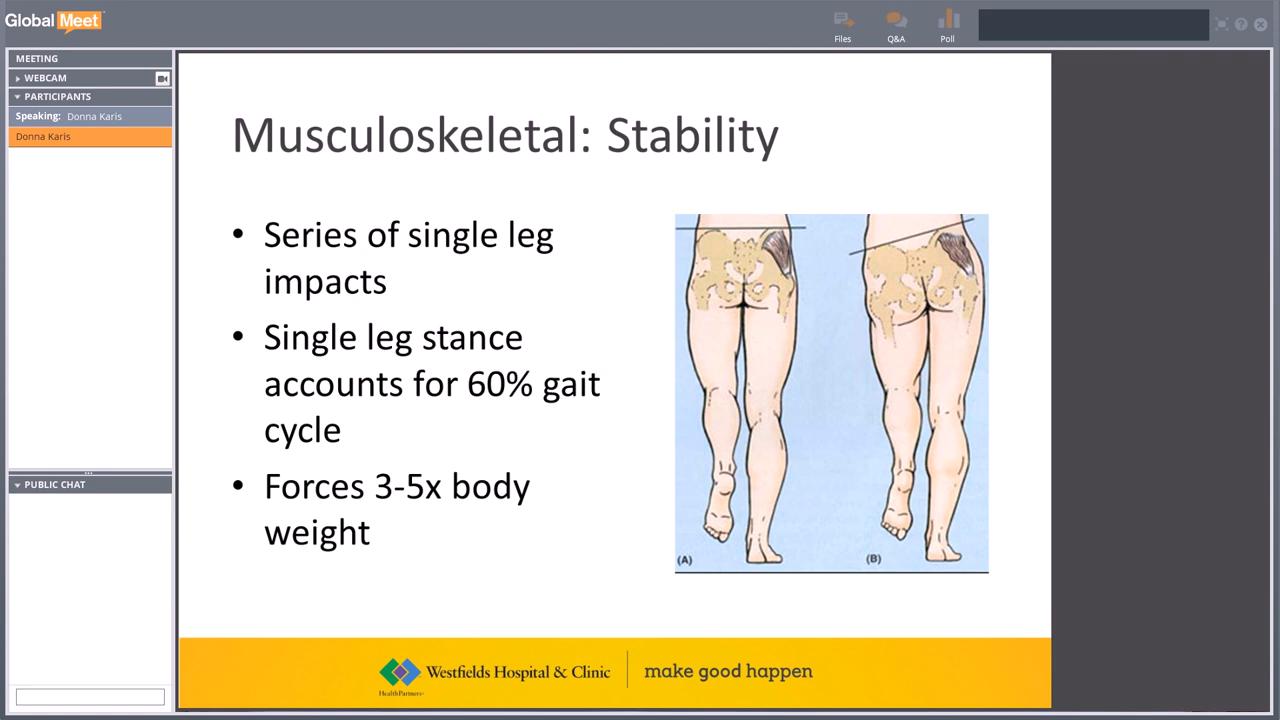 Global Meet
Files
Q&A
Poll
MEETING
WEBCAM
PARTICIPANTS
Speaking: Donna Karis
Donna Karis
PUBLIC CHAT
Musculoskeletal: Stability
• Series of single leg
impacts
• Single leg stance
accounts for 60% gait
cycle
• Forces 3-5x body
weight
(A)
(B)
HealthPartners
Westfields Hospital & Clinic
make good happen